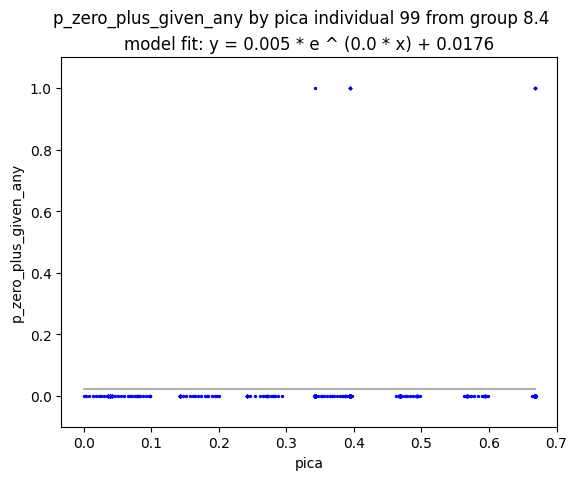 p_zero_plus_given_any by pica individual 99 from group 8.4
model fit: y = 0.005 * e ^ (0.0 * x) + 0.0176
1.0
0.8
0.6
0.4
0.2
0.0
p_zero_plus_given_any
0.0 0.1 0.2 0.3 0.4 0.5 0.6 0.7
pica